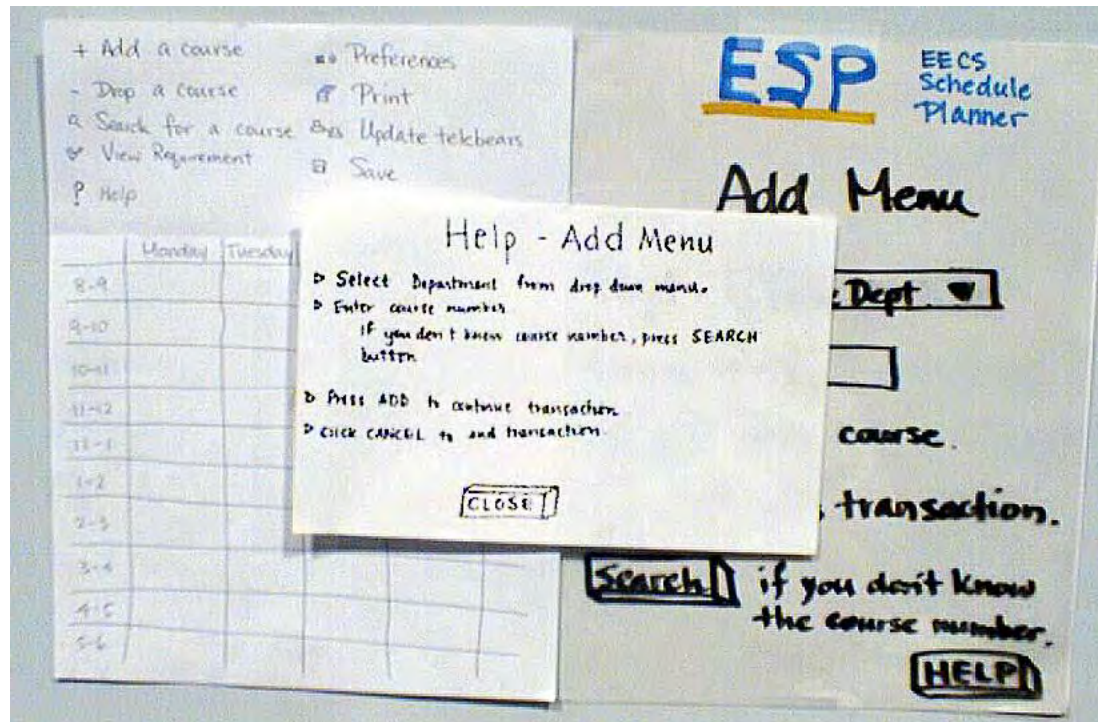 + Add a course
- Drop a course
Search for a course
View Requirement
? Help
Preferences
Print
Update telebears
Save
Monday Tuesday
8-9
9-10
10-11
11-12
12-1
1-2
2-3
3-4
4-5
5-6
Help - Add Menu
▷ Select Department from drop down menu.
▷ Enter course number
If you don't know course number, press SEARCH
button
▷ Press ADD to continue transaction
▷ Click CANCEL to end transaction.
CLOSE
ESP
EECS
Schedule
Planner
Add Menu
Dept. ▼
course.
transaction.
Search if you don't know
the course number.
HELP